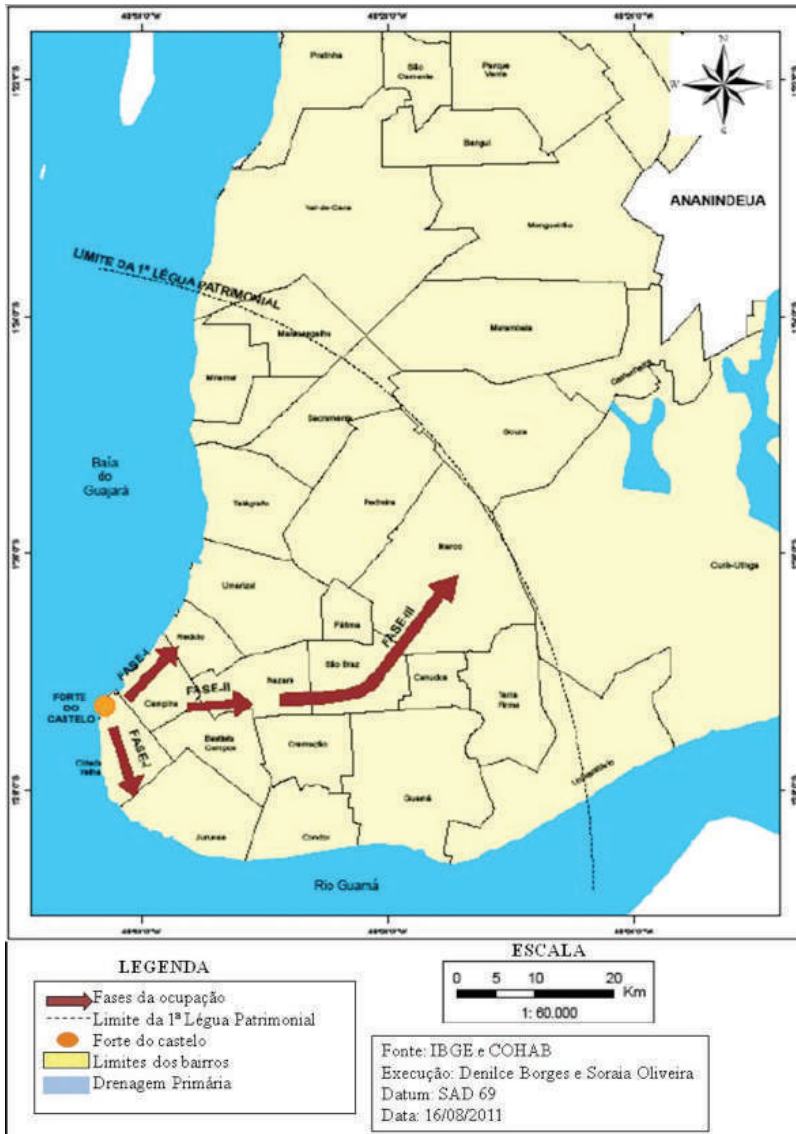 Pratinha
São
Clemente
Parque
Verde
Bengui
N
W
E
S
Val-de-Cans
Mangueirão
ANANINDEUA
LIMITE DA 1ª LÉGUA PATRIMONIAL
Maracangalha
Marambaia
Miramar
Castanheira
Sacramenta
Souza
Baía
do
Guajará
Telégrafo
Pedreira
Marco
Curió-Utinga
Umarizal
Fátima
Reduto
FASE-I
FASE-III
São Braz
Nazaré
FASE-II
Canudos
Terra
Firme
FORTE
DO
CASTELO
Campina
FASE-I
Batista
Campos
Cremação
Cidade
Velha
Guamá
Universitário
Jurunas
Condor
Rio Guamá
LEGENDA
Fases da ocupação
Limite da 1ª Légua Patrimonial
Forte do castelo
Limites dos bairros
Drenagem Primária
ESCALA
0 5 10 20
Km
1: 60.000
Fonte: IBGE e COHAB
Execução: Denilce Borges e Soraia Oliveira
Datum: SAD 69
Data: 16/08/2011